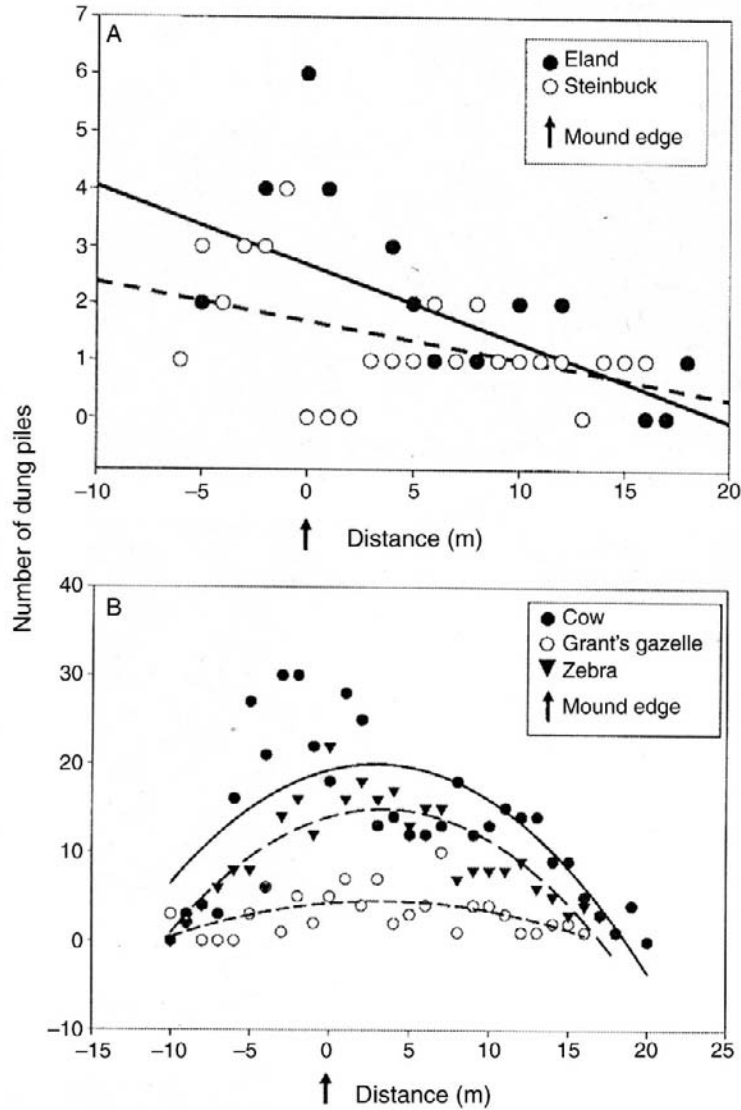 Number of dung piles
A
7
6
5
4
3
2
1
0
Eland
Steinbuck
Mound edge
−10
−5
0
5
10
15
20
Distance (m)
B
40
30
20
10
0
−10
Cow
Grant's gazelle
Zebra
Mound edge
−15
−10
−5
0
5
10
15
20
25
Distance (m)